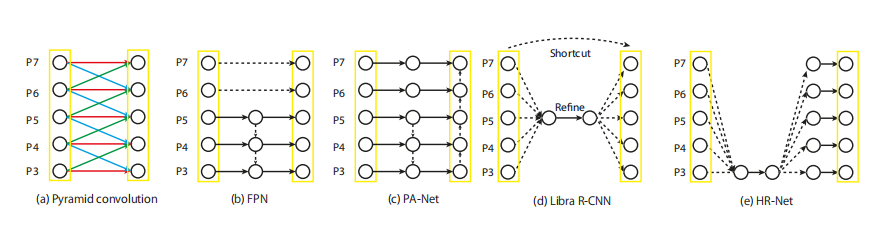 P7
P6
P5
P4
P3
(a) Pyramid convolution
P7
P6
P5
P4
P3
(b) FPN
P7
P6
P5
P4
P3
(c) PA-Net
Shortcut
P7
P6
Refine
P5
P4
P3
(d) Libra R-CNN
P7
P6
P5
P4
P3
(e) HR-Net